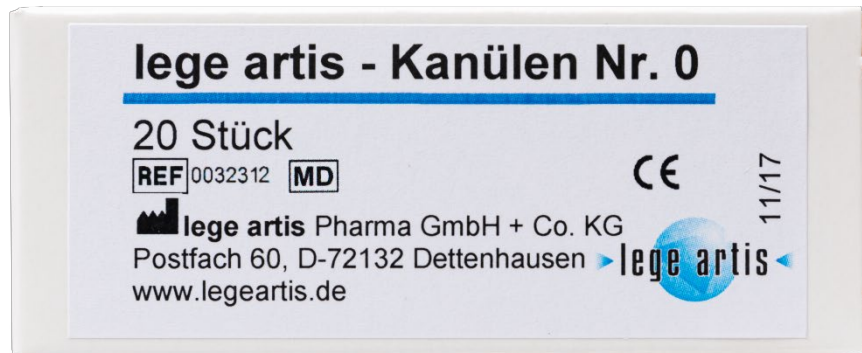 lege artis - Kanülen Nr. 0
20 Stück
REF 0032312 MD
CE
11/17
lege artis Pharma GmbH + Co. KG
Postfach 60, D-72132 Dettenhausen
www.legeartis.de
lege artis